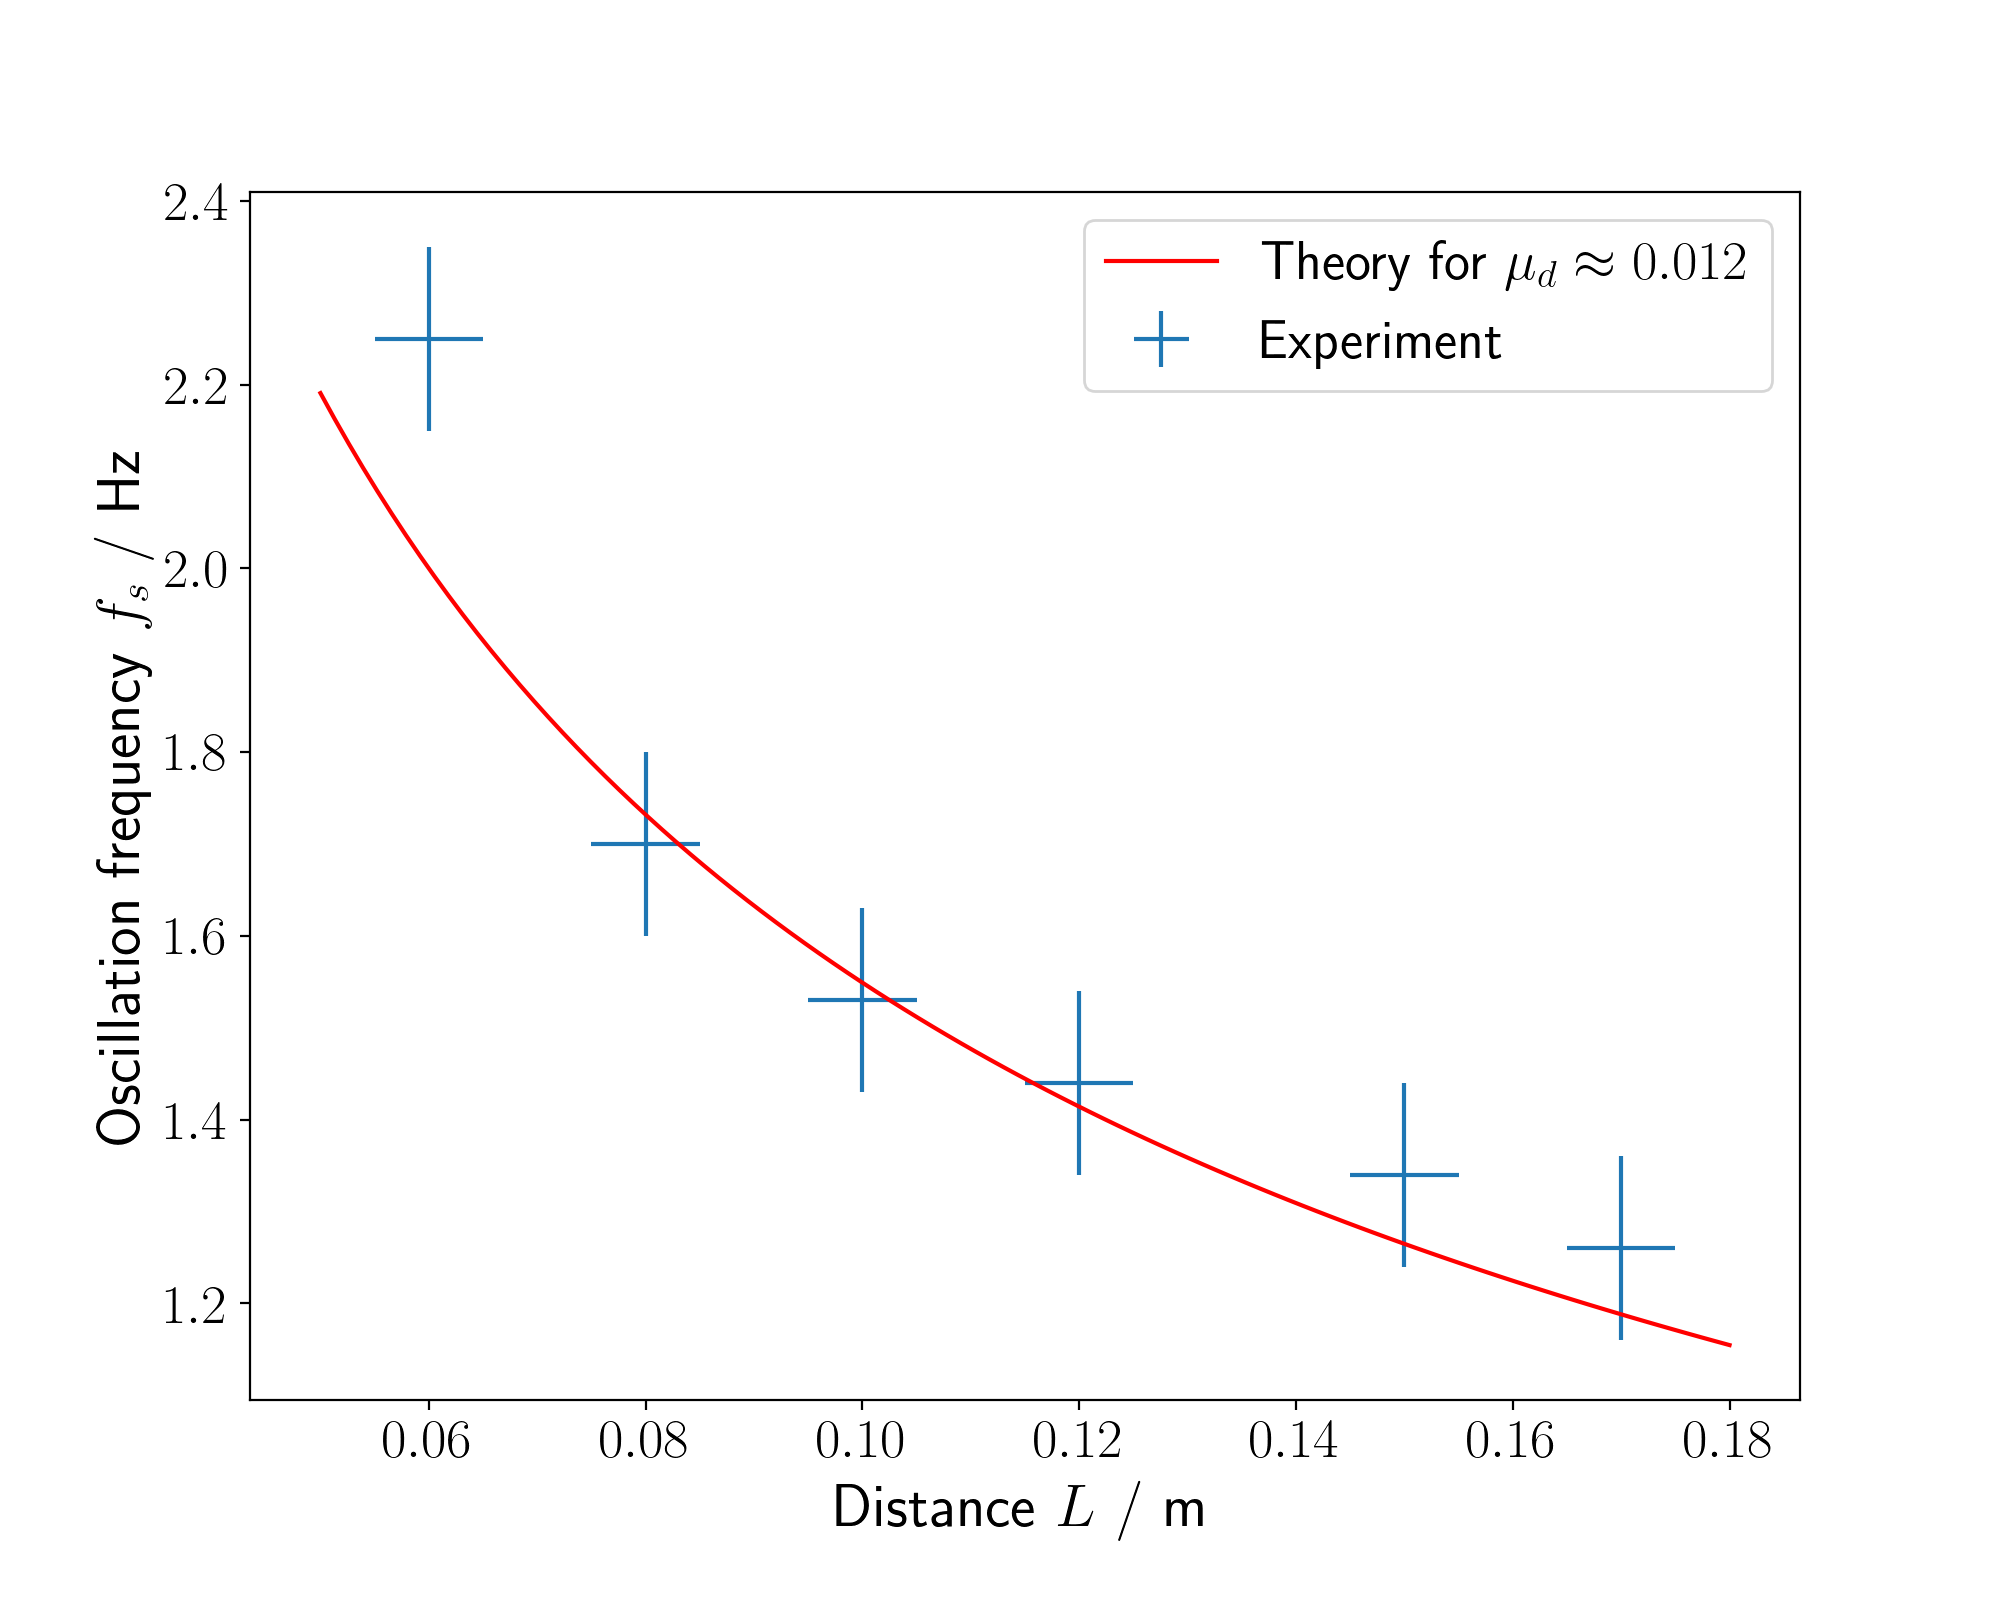 2.4
2.2
2.0
1.8
1.6
1.4
1.2
Oscillation frequency f_s / Hz
Theory for μ_d ≈ 0.012
Experiment
0.06 0.08 0.10 0.12 0.14 0.16 0.18
Distance L / m